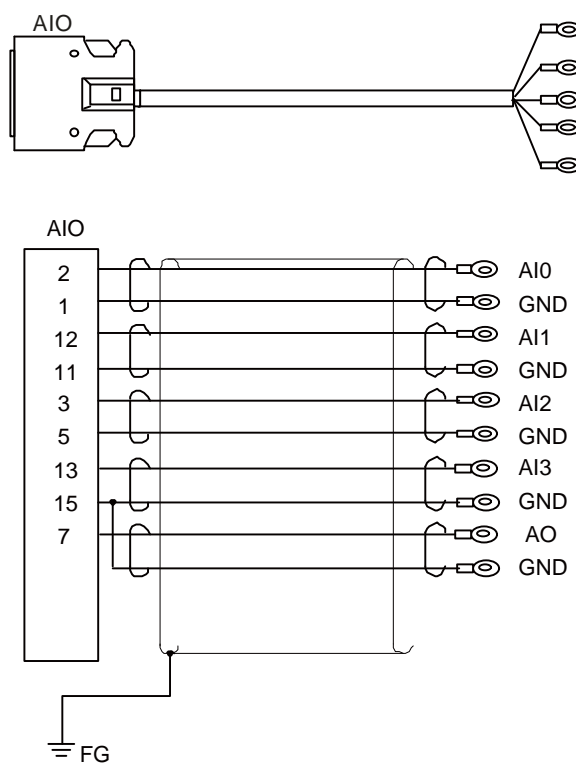 AIO
AIO
2 AI0
1 GND
12 AI1
11 GND
3 AI2
5 GND
13 AI3
15 GND
7 AO
GND
FG